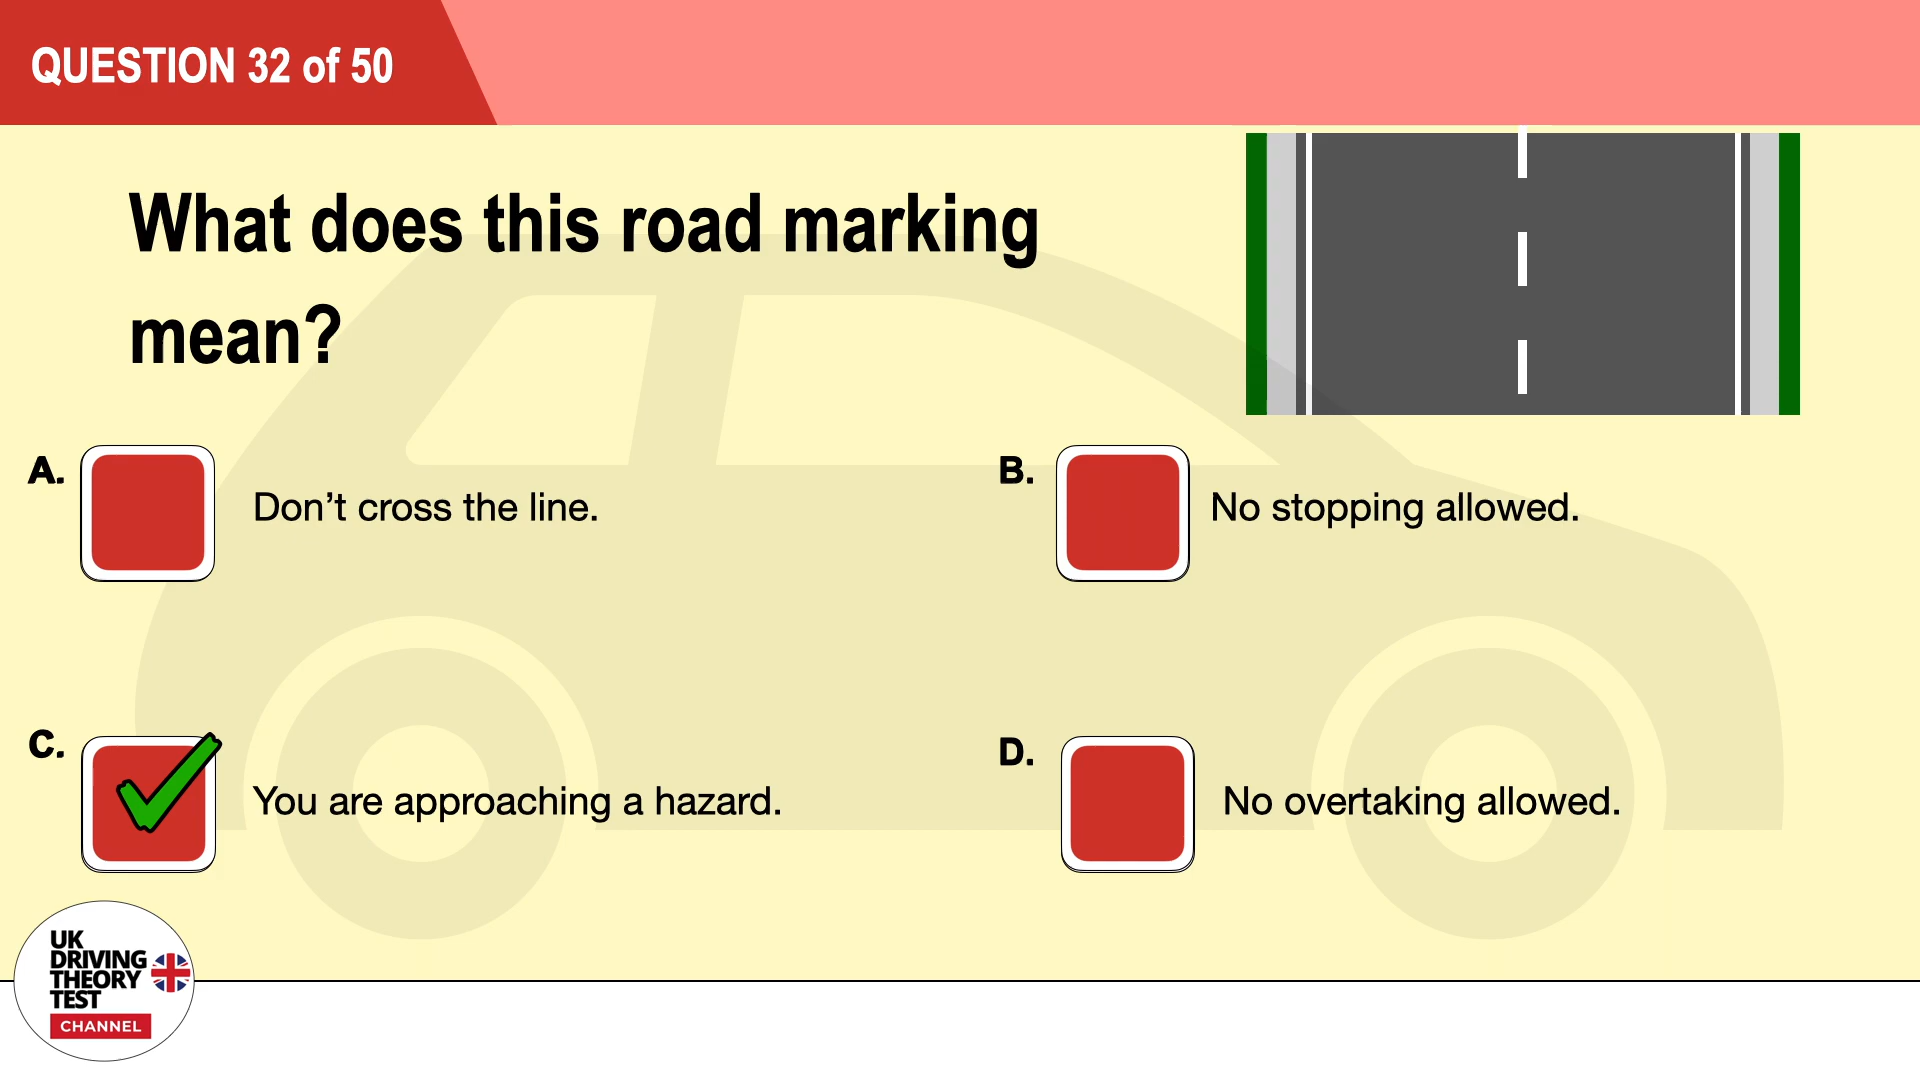 QUESTION 32 of 50
What does this road marking
mean?
A.
Don’t cross the line.
B.
No stopping allowed.
C.
You are approaching a hazard.
D.
No overtaking allowed.
UK
DRIVING
THEORY
TEST
CHANNEL